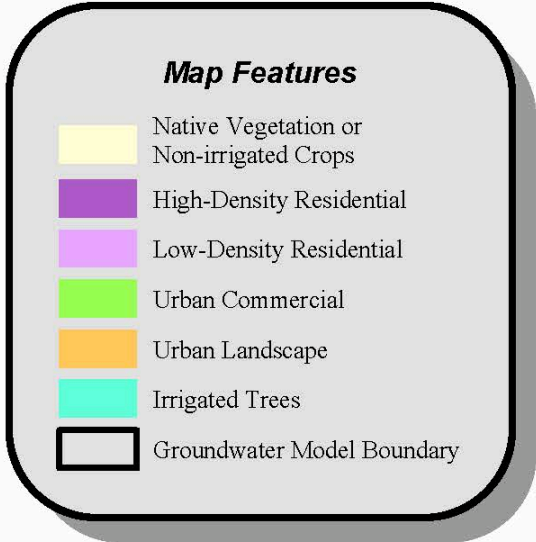 Map Features
Native Vegetation or
Non-irrigated Crops
High-Density Residential
Low-Density Residential
Urban Commercial
Urban Landscape
Irrigated Trees
Groundwater Model Boundary